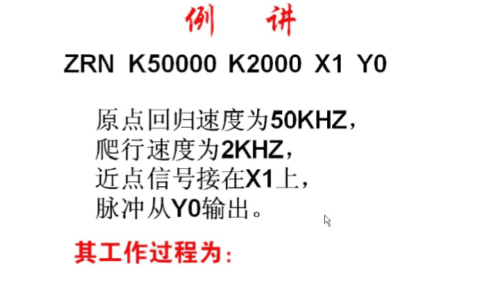 例 讲
ZRN K50000 K2000 X1 Y0
原点回归速度为50KHZ，
爬行速度为2KHZ，
近点信号接在X1上，
脉冲从Y0输出。
其工作过程为：